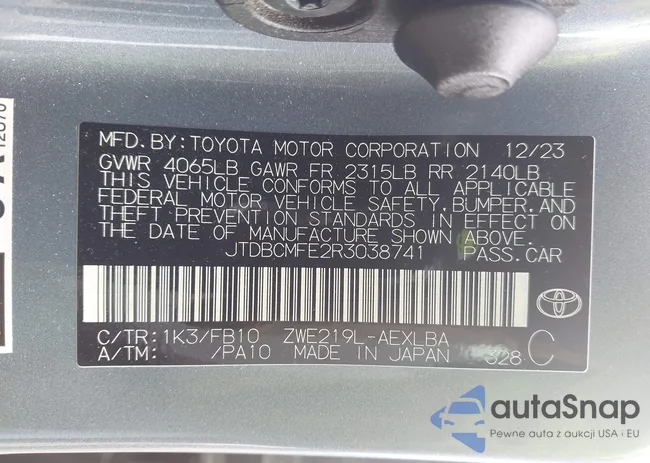 MFD.BY:TOYOTA MOTOR CORPORATION 12/23
GVWR 4065LB GAWR FR 2315LB RR 2140LB
THIS VEHICLE CONFORMS TO ALL APPLICABLE
FEDERAL MOTOR VEHICLE SAFETY,BUMPER,AND
THEFT PREVENTION STANDARDS IN EFFECT ON
THE DATE OF MANUFACTURE SHOWN ABOVE.
JTDBCMFE2R3038741 PASS.CAR
C/TR:1K3/FB10 ZWE219L-AEXLBA
A/TM: /PA10 MADE IN JAPAN 328 C
autaSnap
Pewne auta z aukcji USA i EU